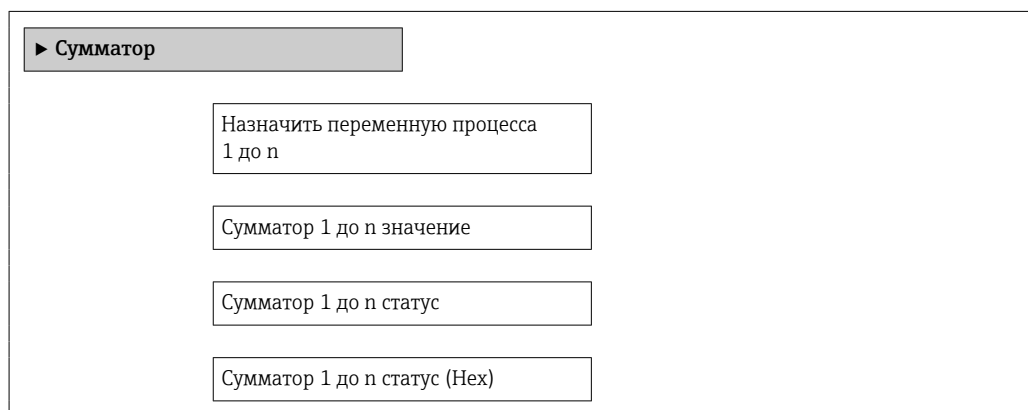 ▶ Сумматор
Назначить переменную процесса
1 до n
Сумматор 1 до n значение
Сумматор 1 до n статус
Сумматор 1 до n статус (Hex)